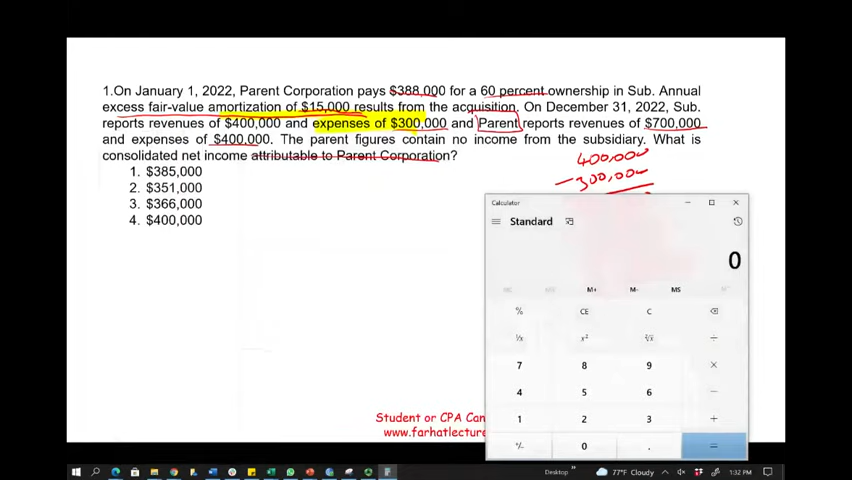 1.On January 1, 2022, Parent Corporation pays $388,000 for a 60 percent ownership in Sub. Annual
excess fair-value amortization of $15,000 results from the acquisition. On December 31, 2022, Sub.
reports revenues of $400,000 and expenses of $300,000 and Parent reports revenues of $700,000
and expenses of $400,000. The parent figures contain no income from the subsidiary. What is
consolidated net income attributable to Parent Corporation?
400,000
- 300,000
1. $385,000
2. $351,000
3. $366,000
4. $400,000
Calculator
Standard
0
M+ M- MS
% CE C
¹/x x² ²√x ÷
7 8 9 ×
4 5 6 −
1 2 3 +
+/- 0 . =
Student or CPA Can
www.farhatlectur
Desktop
77°F Cloudy
1:32 PM